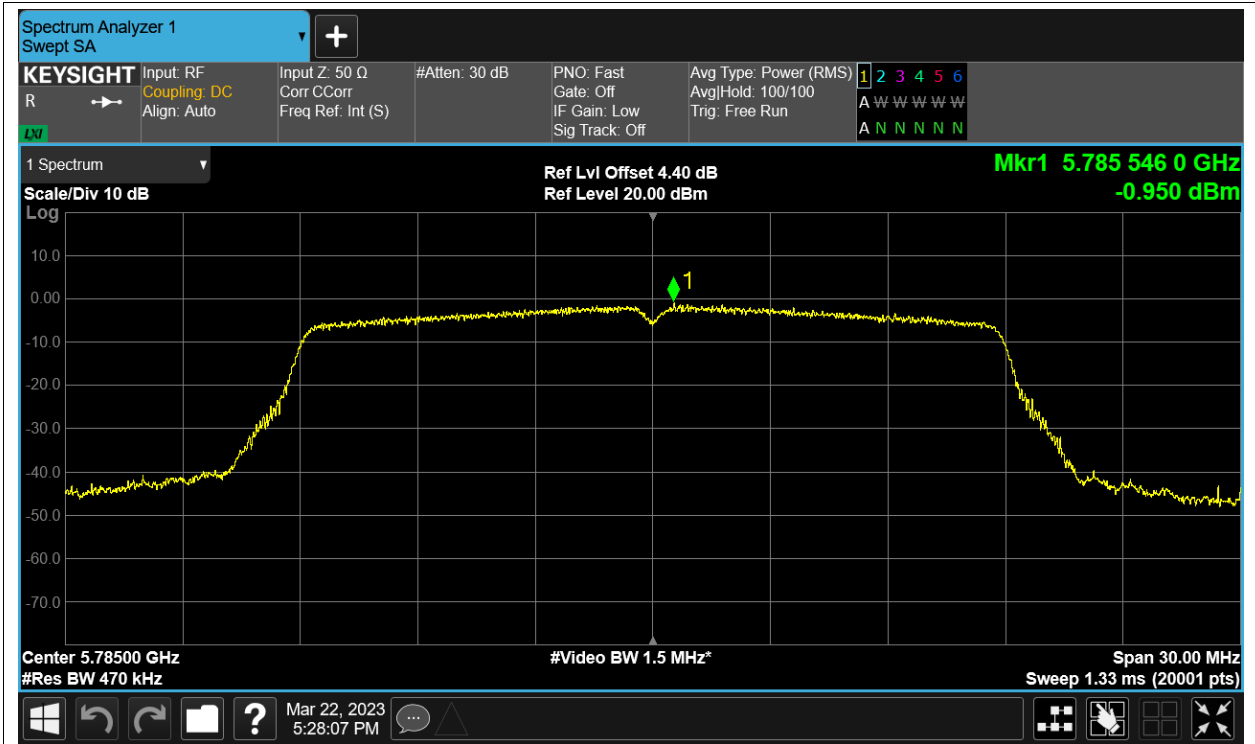 Spectrum Analyzer 1
Swept SA
KEYSIGHT
R
LXI
Input: RF
Coupling: DC
Align: Auto
Input Z: 50 Ω
Corr CCorr
Freq Ref: Int (S)
#Atten: 30 dB
PNO: Fast
Gate: Off
IF Gain: Low
Sig Track: Off
Avg Type: Power (RMS)
Avg|Hold: 100/100
Trig: Free Run
1 2 3 4 5 6
A W W W W W
A N N N N N
1 Spectrum
Scale/Div 10 dB
Log
Ref Lvl Offset 4.40 dB
Ref Level 20.00 dBm
Mkr1 5.785 546 0 GHz
-0.950 dBm
1
10.0
0.00
-10.0
-20.0
-30.0
-40.0
-50.0
-60.0
-70.0
Center 5.78500 GHz
#Res BW 470 kHz
#Video BW 1.5 MHz*
Span 30.00 MHz
Sweep 1.33 ms (20001 pts)
?
Mar 22, 2023
5:28:07 PM